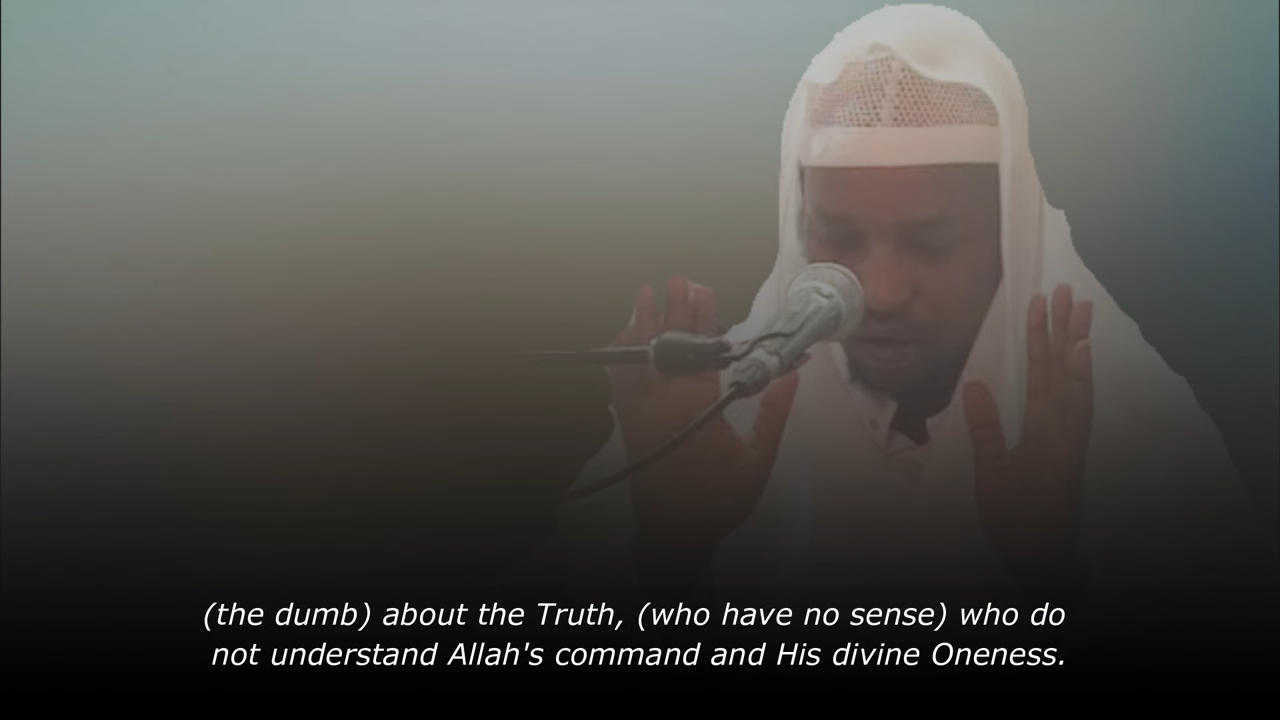 (the dumb) about the Truth, (who have no sense) who do
not understand Allah's command and His divine Oneness.